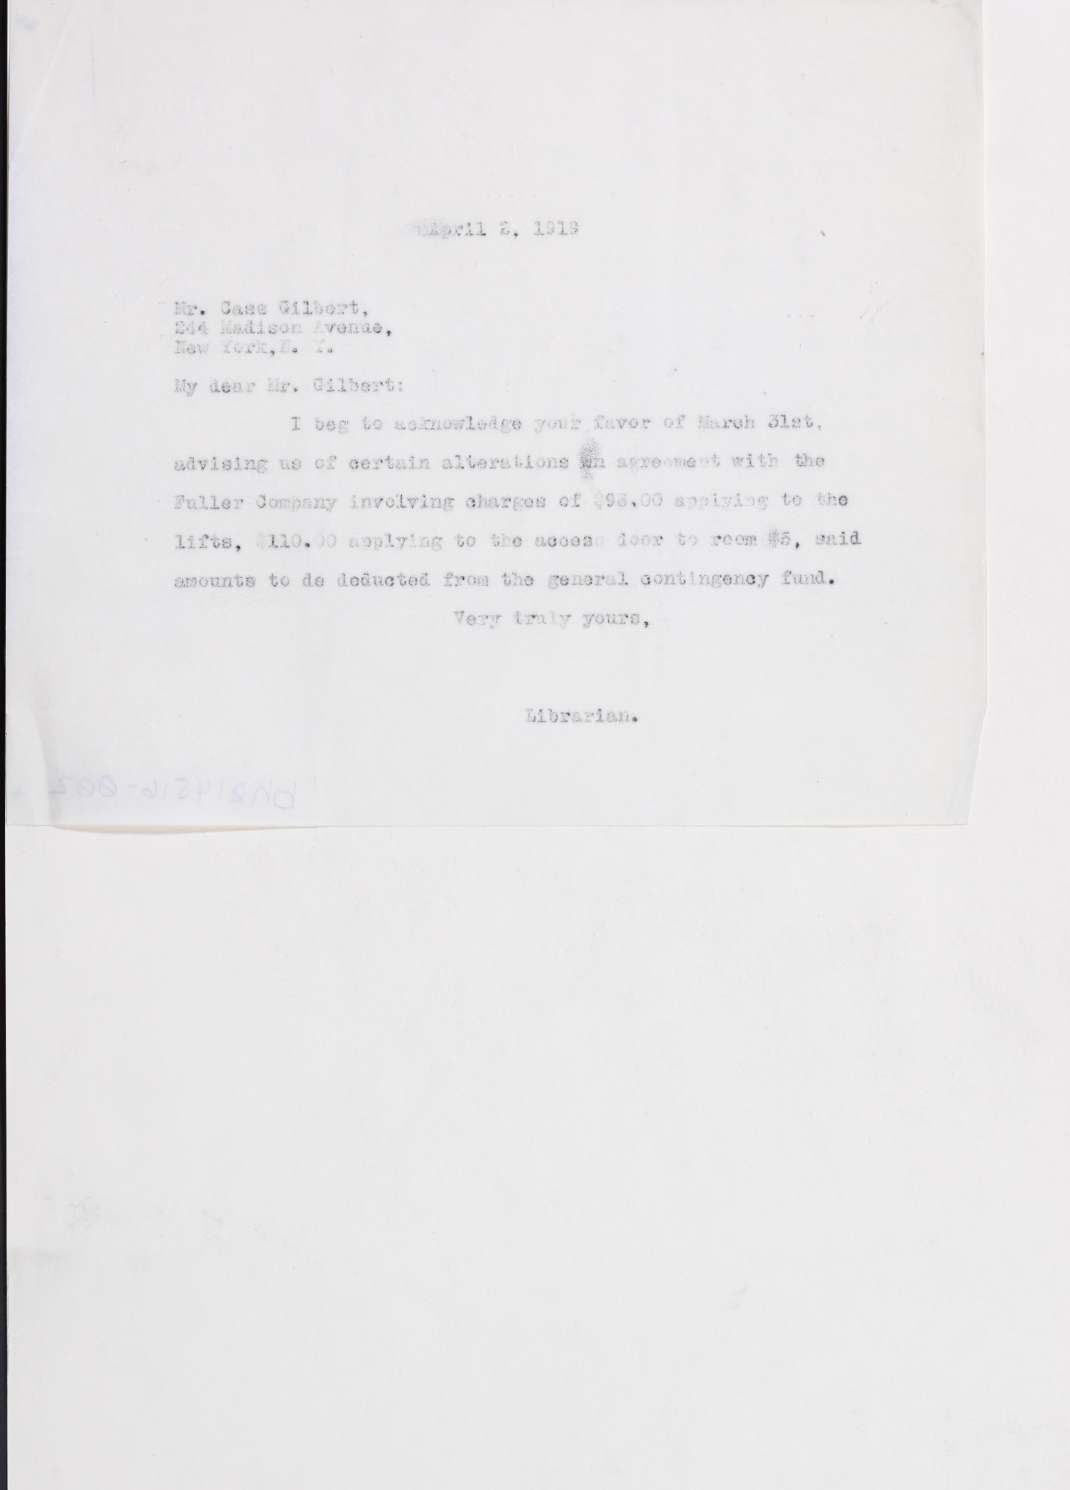 April 2, 1919
Mr. Case Gilbert,
244 Madison Avenue,
New York, N. Y.
My dear Mr. Gilbert:
I beg to acknowledge your favor of March 31st,
advising us of certain alterations in agreement with the
Fuller Company involving charges of $93.00 applying to the
lifts, $110.00 applying to the access door to room #5, said
amounts to de deducted from the general contingency fund.
Very truly yours,
Librarian.